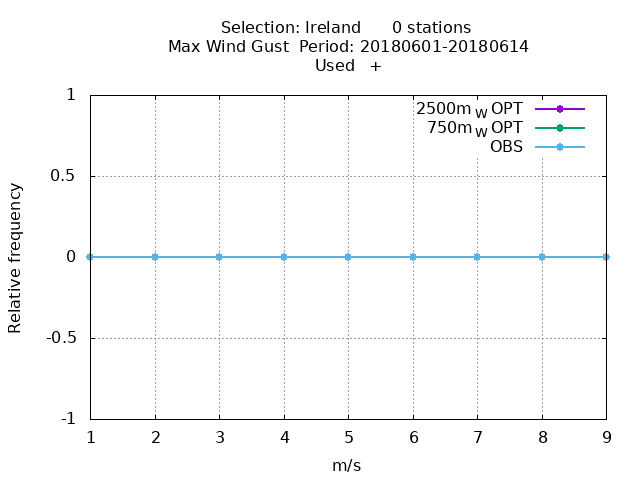 Selection: Ireland 0 stations
Max Wind Gust Period: 20180601-20180614
Used +
2500m W OPT
750m W OPT
OBS
1
0.5
0
-0.5
-1
Relative frequency
1 2 3 4 5 6 7 8 9
m/s